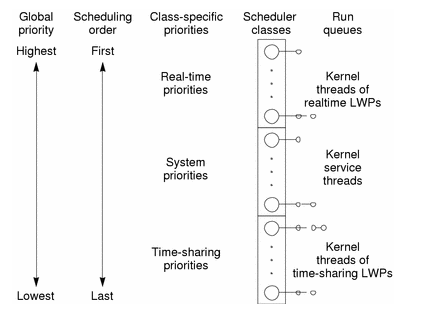 Global priority
Scheduling order
Class-specific priorities
Scheduler classes
Run queues
Highest
First
Real-time priorities
Kernel threads of realtime LWPs
System priorities
Kernel service threads
Time-sharing priorities
Kernel threads of time-sharing LWPs
Lowest
Last